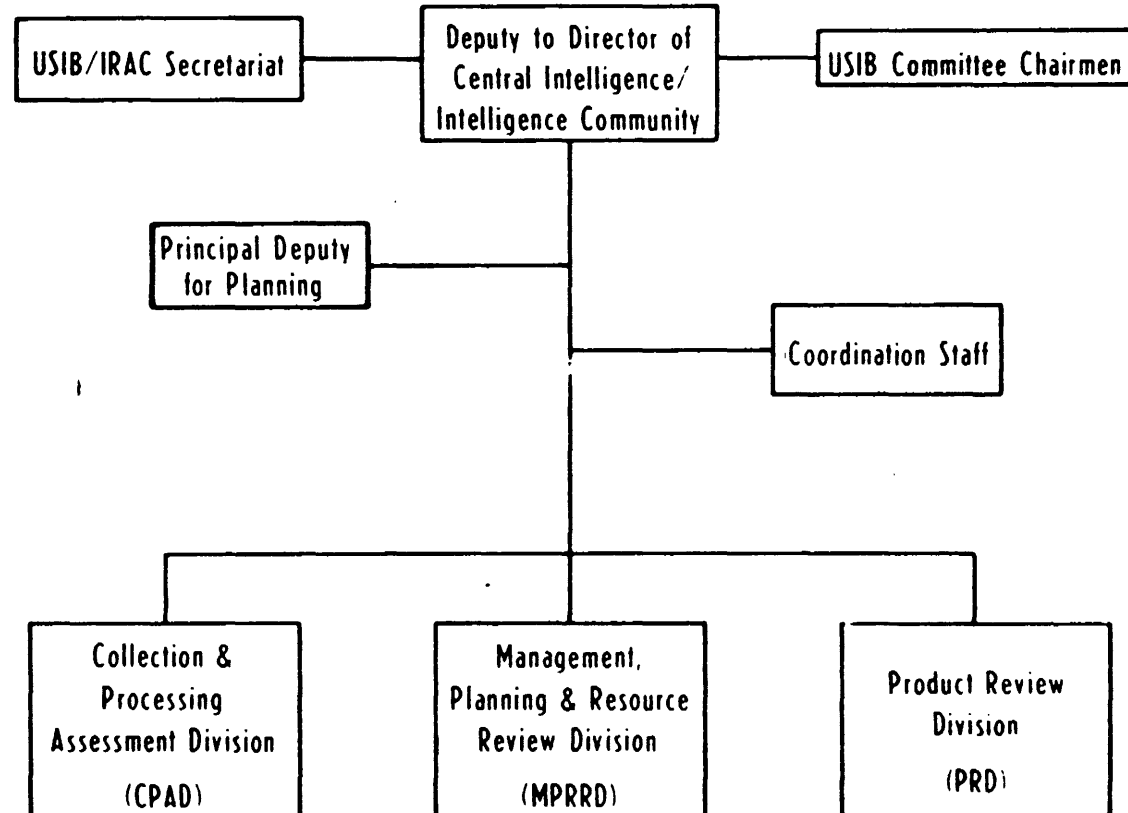 USIB/IRAC Secretariat
Deputy to Director of
Central Intelligence/
Intelligence Community
USIB Committee Chairmen
Principal Deputy
for Planning
Coordination Staff
Collection &
Processing
Assessment Division
(CPAD)
Management,
Planning & Resource
Review Division
(MPRRD)
Product Review
Division
(PRD)